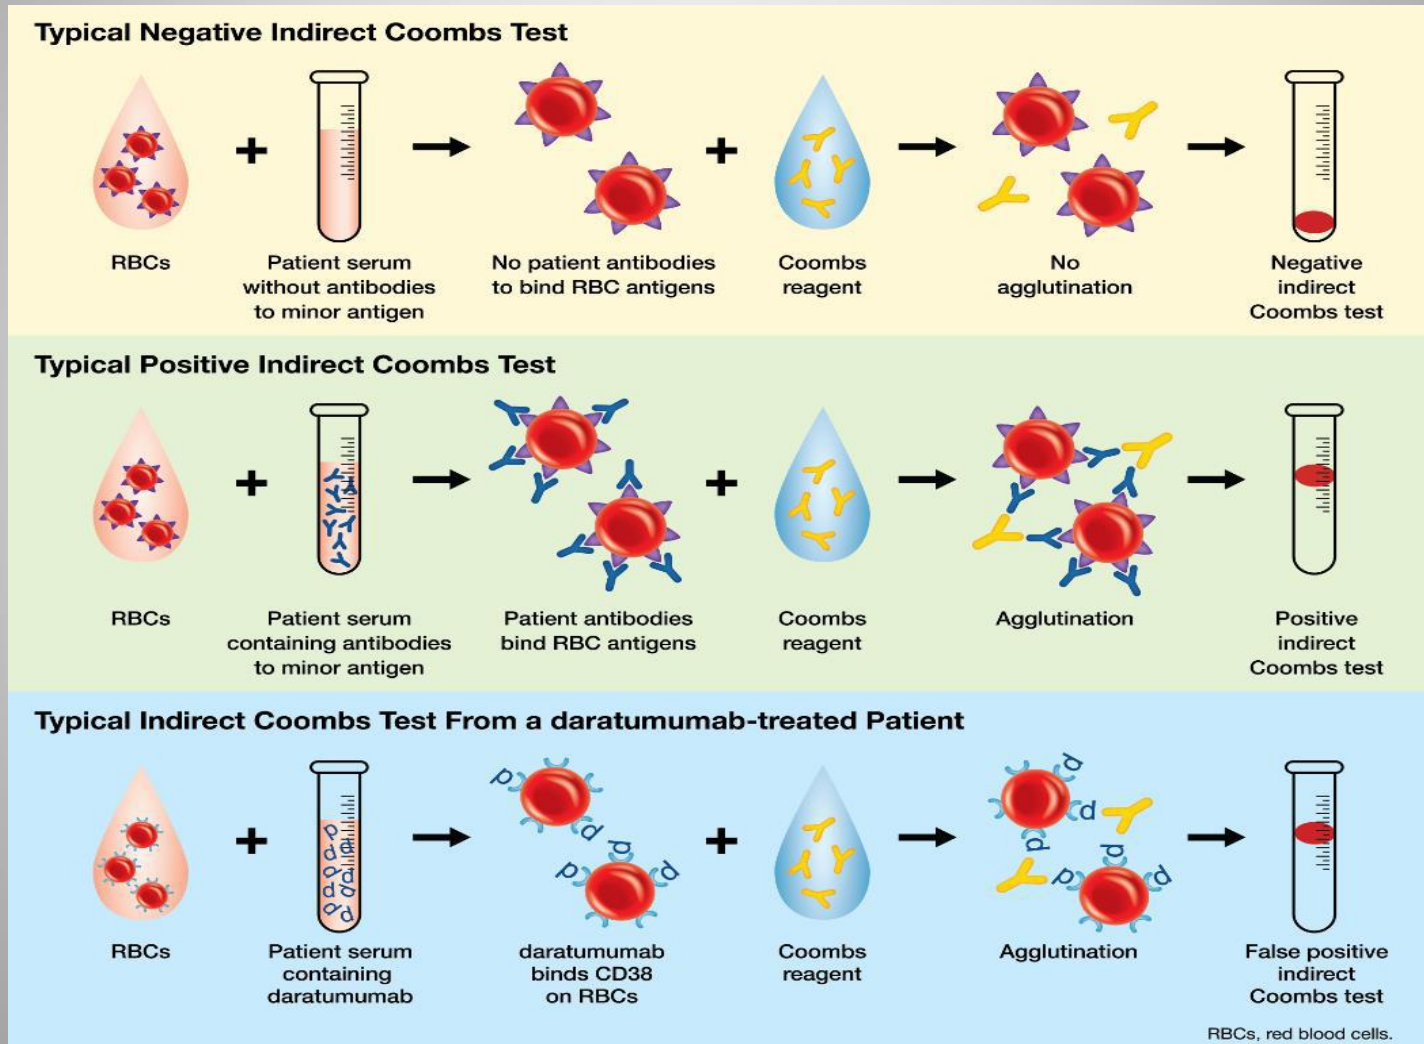 Typical Negative Indirect Coombs Test
RBCs
Patient serum
without antibodies
to minor antigen
No patient antibodies
to bind RBC antigens
Coombs
reagent
No
agglutination
Negative
indirect
Coombs test
Typical Positive Indirect Coombs Test
RBCs
Patient serum
containing antibodies
to minor antigen
Patient antibodies
bind RBC antigens
Coombs
reagent
Agglutination
Positive
indirect
Coombs test
Typical Indirect Coombs Test From a daratumumab-treated Patient
RBCs
Patient serum
containing
daratumumab
daratumumab
binds CD38
on RBCs
Coombs
reagent
Agglutination
False positive
indirect
Coombs test
RBCs, red blood cells.